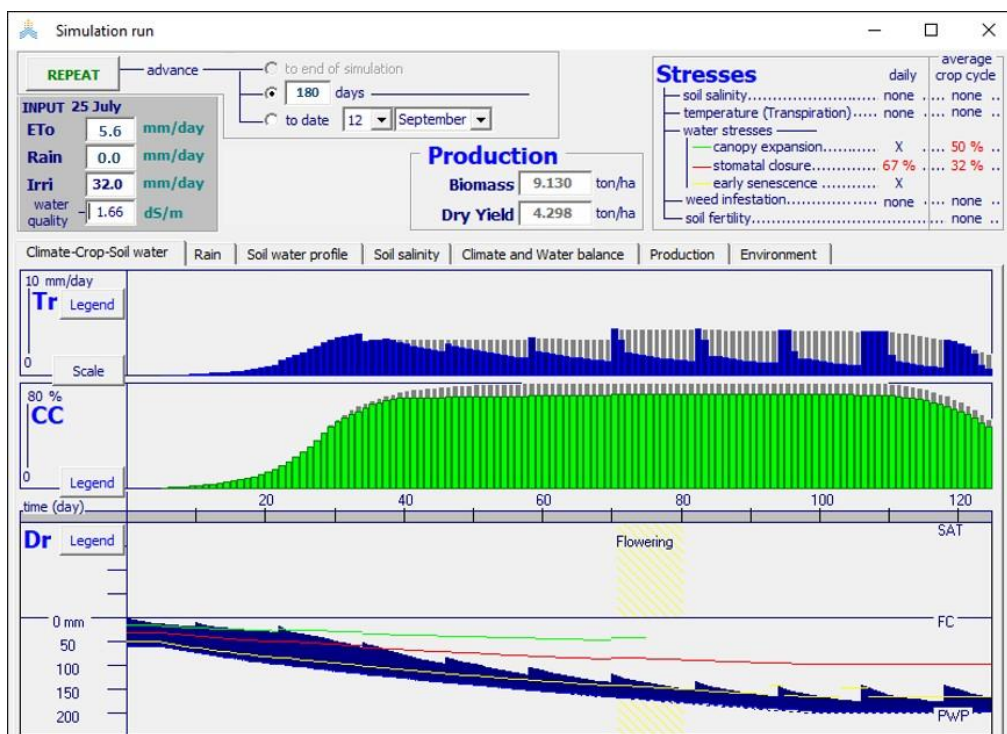 Simulation run
REPEAT
advance
to end of simulation
180 days
to date 12 September
INPUT 25 July
ETo 5.6 mm/day
Rain 0.0 mm/day
Irri 32.0 mm/day
water quality 1.66 dS/m
Production
Biomass 9.130 ton/ha
Dry Yield 4.298 ton/ha
Stresses daily average crop cycle
soil salinity none none
temperature (Transpiration) none none
water stresses
canopy expansion X 50 %
stomatal closure 67 % 32 %
early senescence X
weed infestation none none
soil fertility none
Climate-Crop-Soil water Rain Soil water profile Soil salinity Climate and Water balance Production Environment
10 mm/day
Tr Legend
0
Scale
80 %
CC
0
Legend
time (day) 20 40 60 80 100 120
Dr Legend
Flowering
SAT
0 mm FC
50
100
150
200 PWP